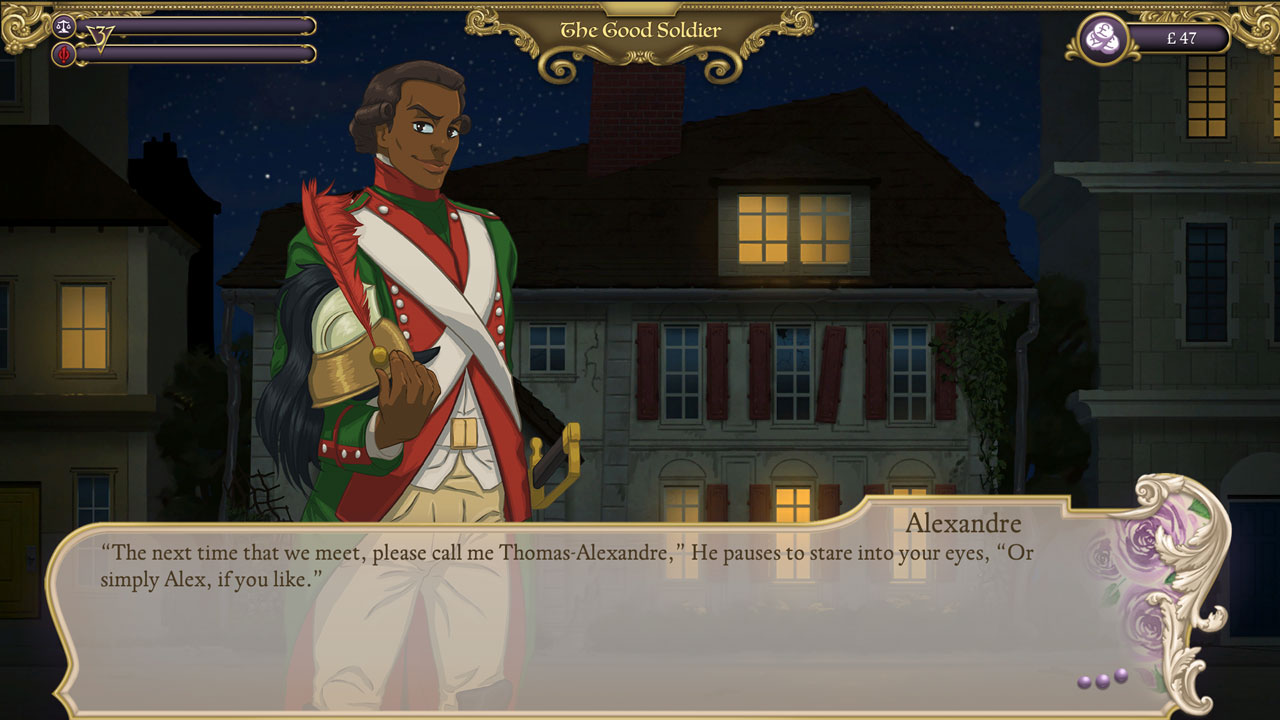 The Good Soldier
37
£ 47
Alexandre
“The next time that we meet, please call me Thomas-Alexandre,” He pauses to stare into your eyes, “Or
simply Alex, if you like.”